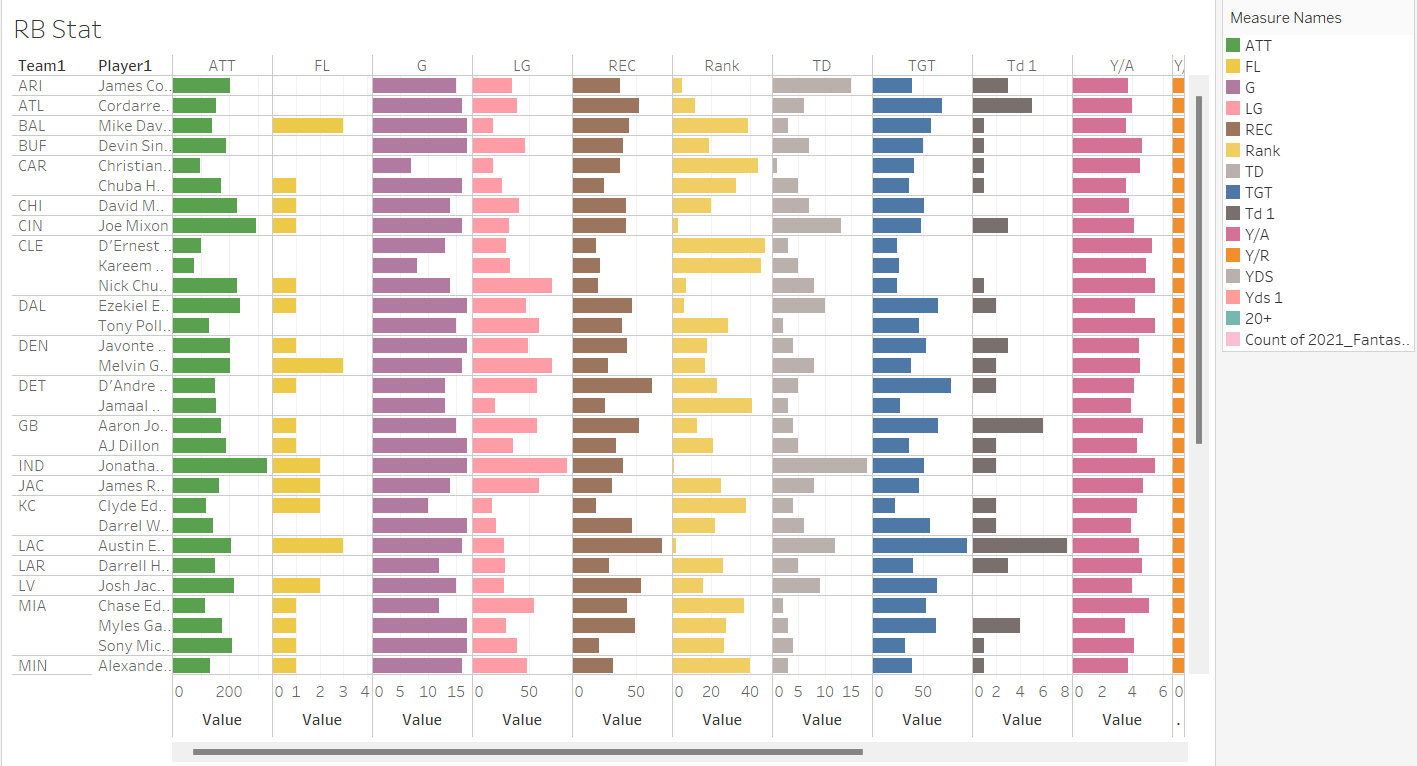 RB Stat
Team1 Player1 ATT FL G LG REC Rank TD TGT Td 1 Y/A Y/
ARI James Co..
ATL Cordarre..
BAL Mike Dav..
BUF Devin Sin..
CAR Christian..
Chuba H..
CHI David M..
CIN Joe Mixon
CLE D'Ernest ..
Kareem ..
Nick Chu..
DAL Ezekiel E..
Tony Poll..
DEN Javonte ..
Melvin G..
DET D'Andre ..
Jamaal ..
GB Aaron Jo..
AJ Dillon
IND Jonatha..
JAC James R..
KC Clyde Ed..
Darrel W..
LAC Austin E..
LAR Darrell H..
LV Josh Jac..
MIA Chase Ed..
Myles Ga..
Sony Mic..
MIN Alexande..
0 200 0 1 2 3 4 0 5 10 15 0 50 0 50 0 20 40 0 5 10 15 0 50 0 2 4 6 8 0 2 4 6 0
Value Value Value Value Value Value Value Value Value Value .
Measure Names
ATT
FL
G
LG
REC
Rank
TD
TGT
Td 1
Y/A
Y/R
YDS
Yds 1
20+
Count of 2021_Fantas..